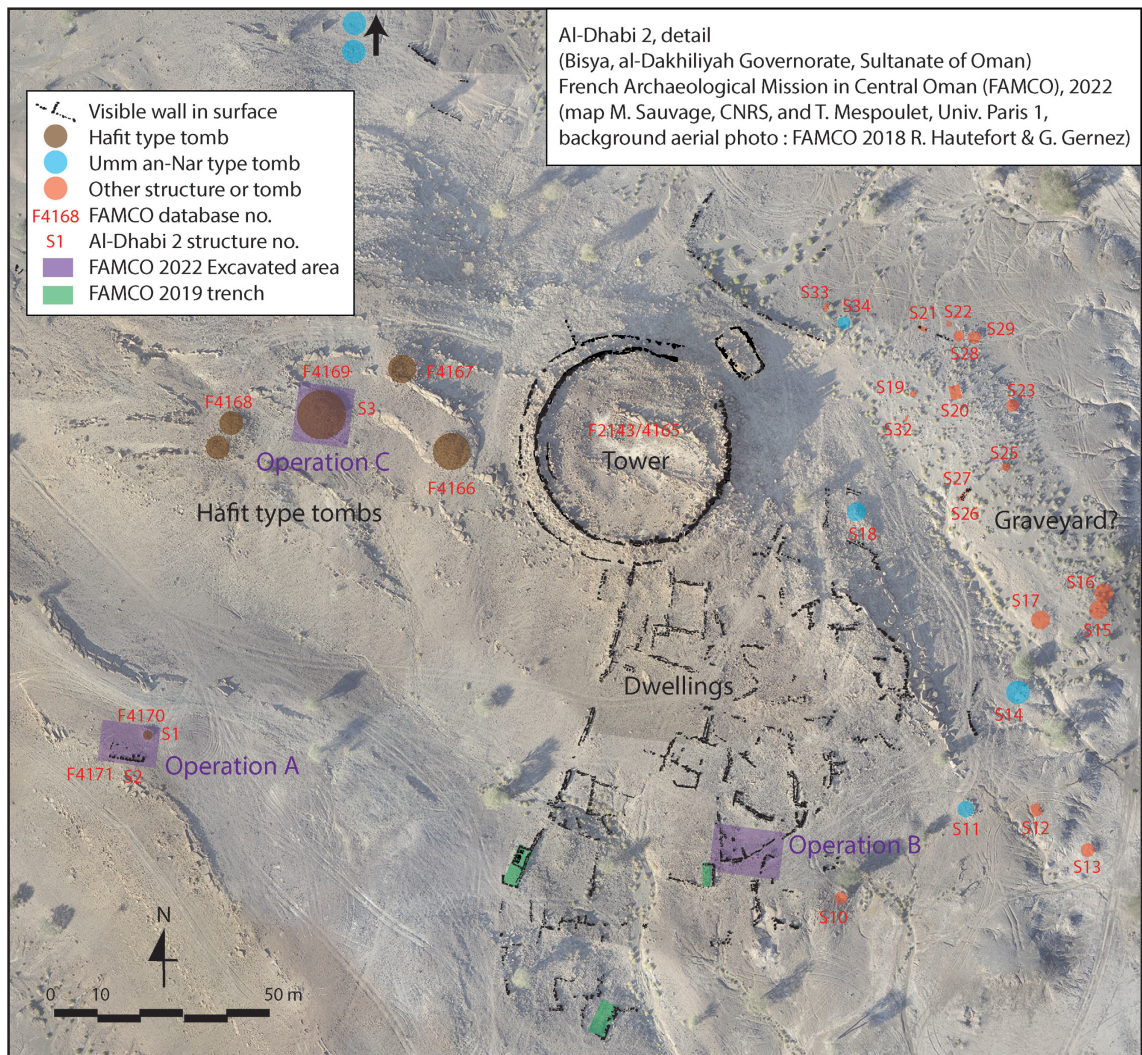 Al-Dhabi 2, detail
(Bisya, al-Dakhiliyah Governorate, Sultanate of Oman)
French Archaeological Mission in Central Oman (FAMCO), 2022
(map M. Sauvage, CNRS, and T. Mespoulet, Univ. Paris 1,
background aerial photo : FAMCO 2018 R. Hautefort & G. Gernez)
Visible wall in surface
Hafit type tomb
Umm an-Nar type tomb
Other structure or tomb
F4168 FAMCO database no.
S1 Al-Dhabi 2 structure no.
FAMCO 2022 Excavated area
FAMCO 2019 trench
S33
S34
S21
S22
S29
S28
F4169
F4167
F4168
S3
S19
S20
S23
S32
F2143/4165
Tower
Operation C
F4166
S25
S27
S26
Hafit type tombs
S18
Graveyard?
S16
S17
S15
Dwellings
S14
F4170
S1
Operation A
F4171
S2
S11
S12
Operation B
S13
S10
N
0 10 50 m